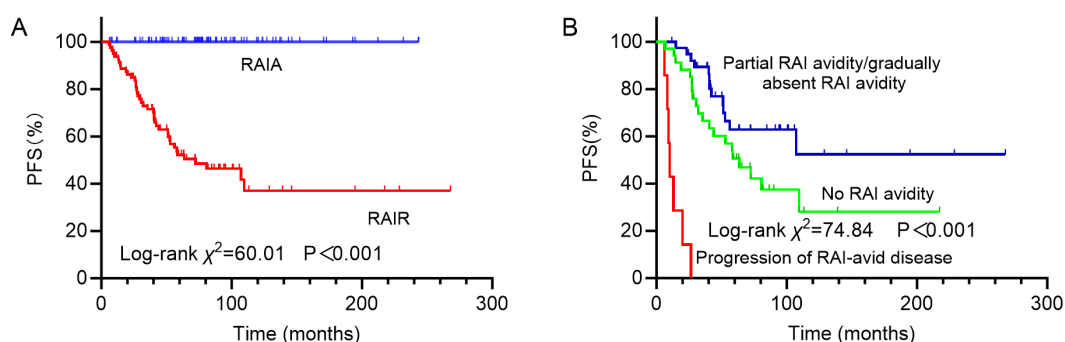 A
PFS(%)
100
80
60
40
20
0
RAIA
RAIR
Log-rank χ²=60.01 P<0.001
0 100 200 300
Time (months)
B
PFS(%)
100
80
60
40
20
0
Partial RAI avidity/gradually
absent RAI avidity
No RAI avidity
Log-rank χ²=74.84 P<0.001
Progression of RAI-avid disease
0 100 200 300
Time (months)